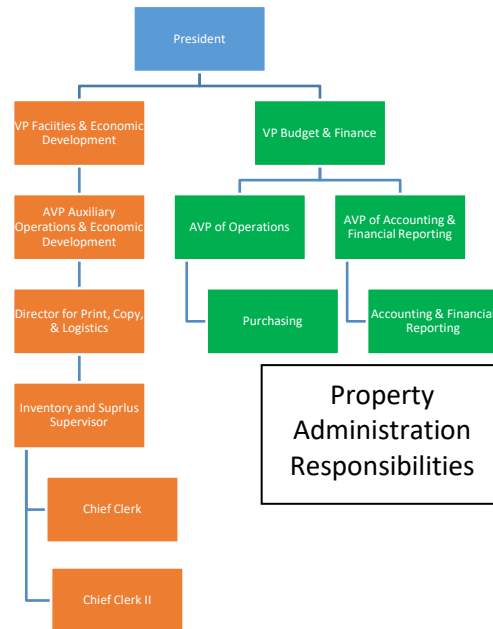 President
VP Faciities & Economic
Development
VP Budget & Finance
AVP Auxiliary
Operations & Economic
Development
AVP of Operations
AVP of Accounting &
Financial Reporting
Director for Print, Copy,
& Logistics
Purchasing
Accounting & Financial
Reporting
Inventory and Suprlus
Supervisor
Property
Administration
Responsibilities
Chief Clerk
Chief Clerk II